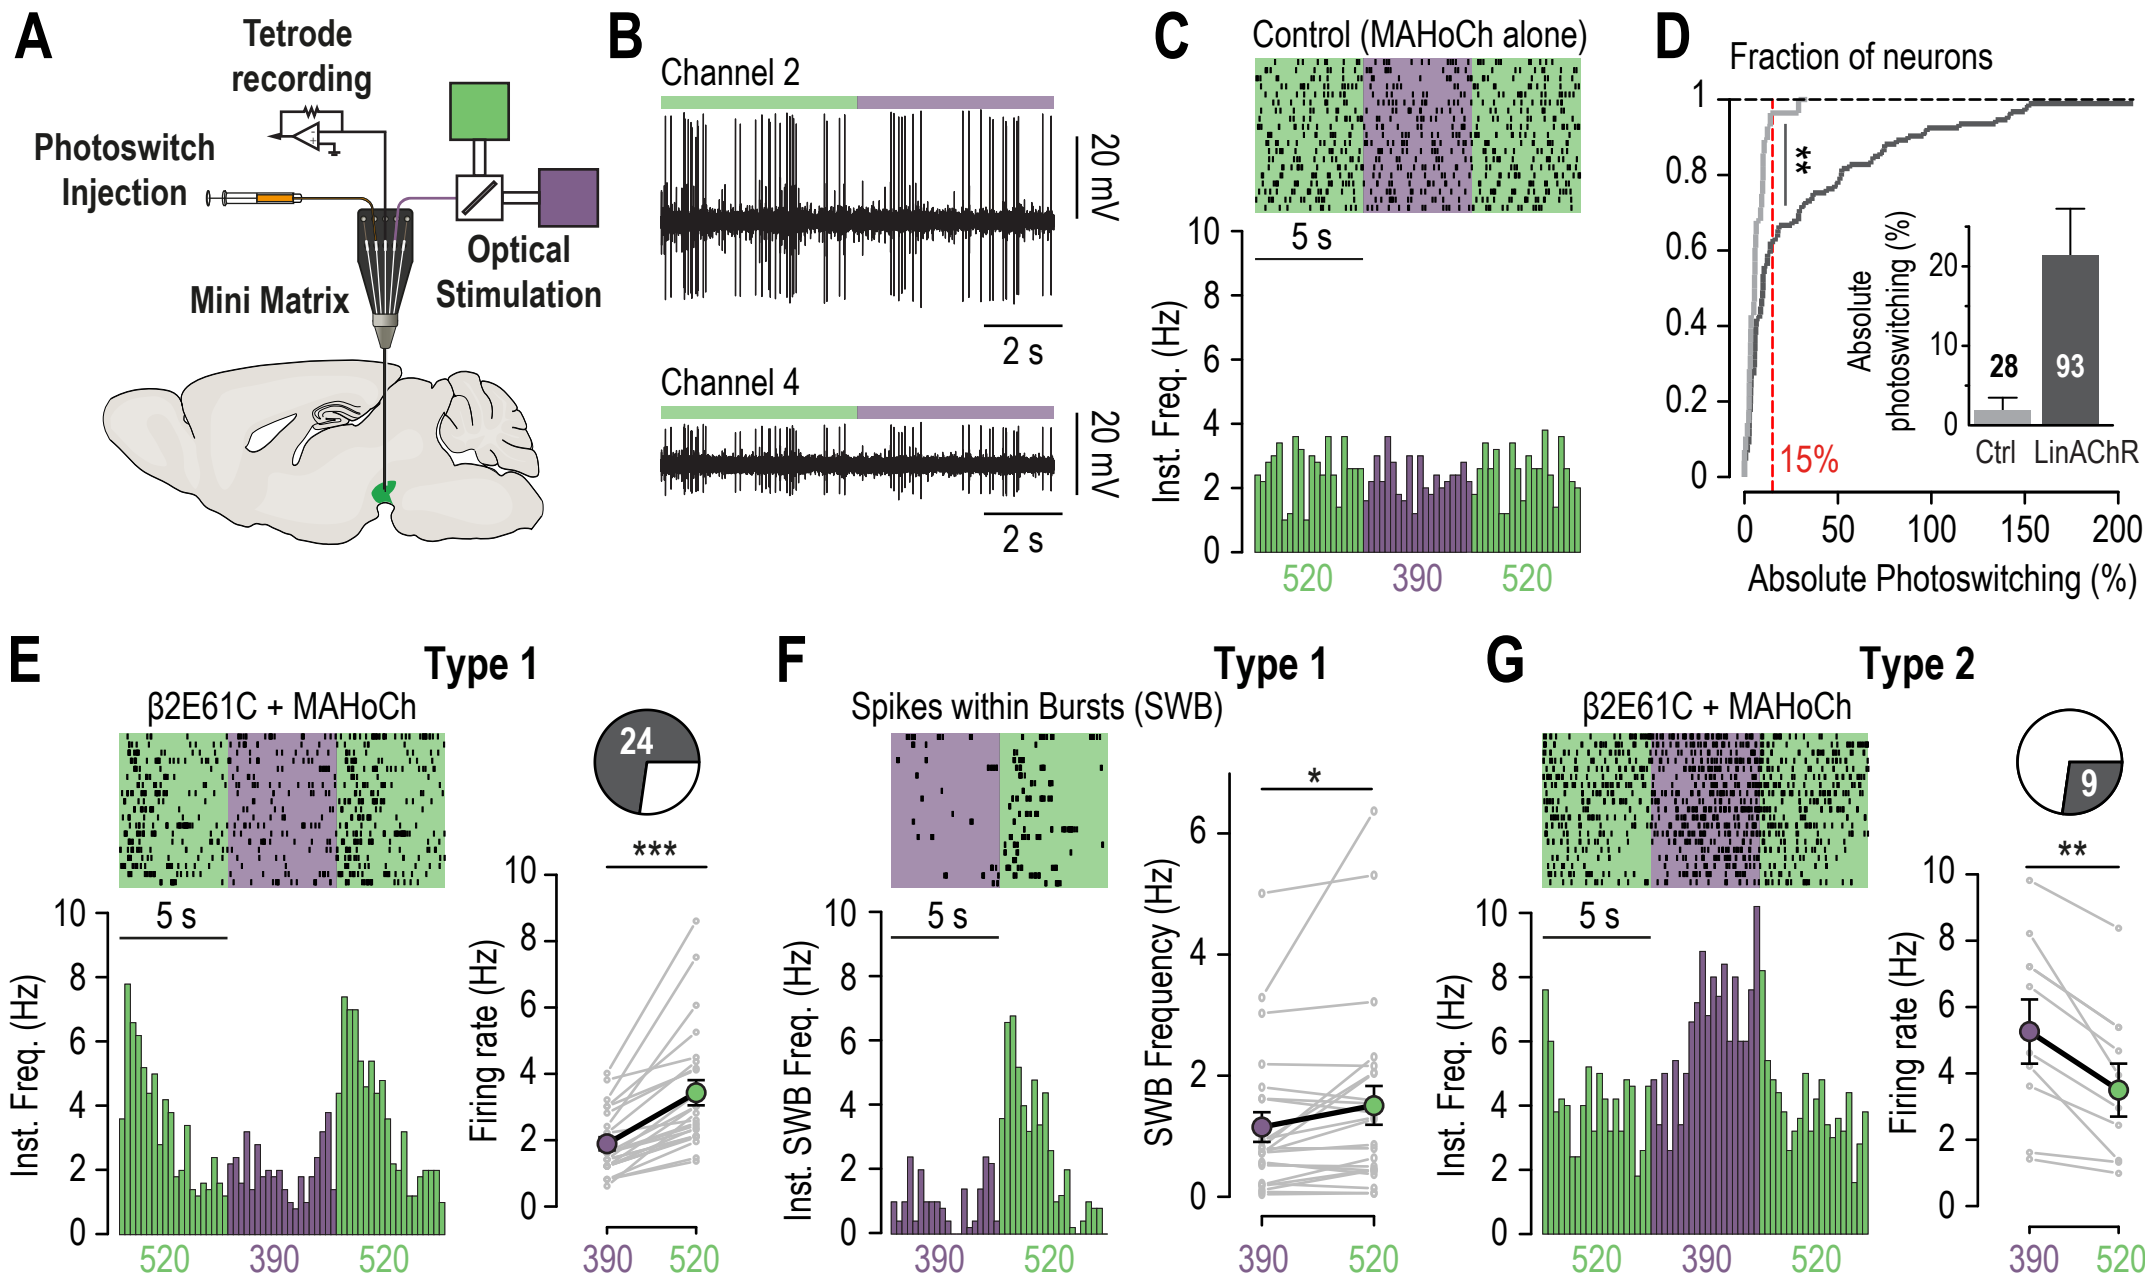 A
Tetrode
recording
Photoswitch
Injection
Mini Matrix
Optical
Stimulation
B
Channel 2
20 mV
2 s
Channel 4
20 mV
2 s
C
Control (MAHoCh alone)
5 s
Inst. Freq. (Hz)
10
8
6
4
2
0
520 390 520
D
Fraction of neurons
1
0.8
0.6
0.4
0.2
0
**
15%
Absolute
photoswitching (%)
20
10
0
28
93
Ctrl LinAChR
0 50 100 150 200
Absolute Photoswitching (%)
E
Type 1
β2E61C + MAHoCh
24
5 s
Inst. Freq. (Hz)
10
8
6
4
2
0
520 390 520
***
Firing rate (Hz)
10
8
6
4
2
0
390 520
F
Type 1
Spikes within Bursts (SWB)
5 s
Inst. SWB Freq. (Hz)
10
8
6
4
2
0
390 520
*
SWB Frequency (Hz)
6
4
2
0
390 520
G
Type 2
β2E61C + MAHoCh
9
5 s
Inst. Freq. (Hz)
10
8
6
4
2
0
520 390 520
**
Firing rate (Hz)
10
8
6
4
2
0
390 520